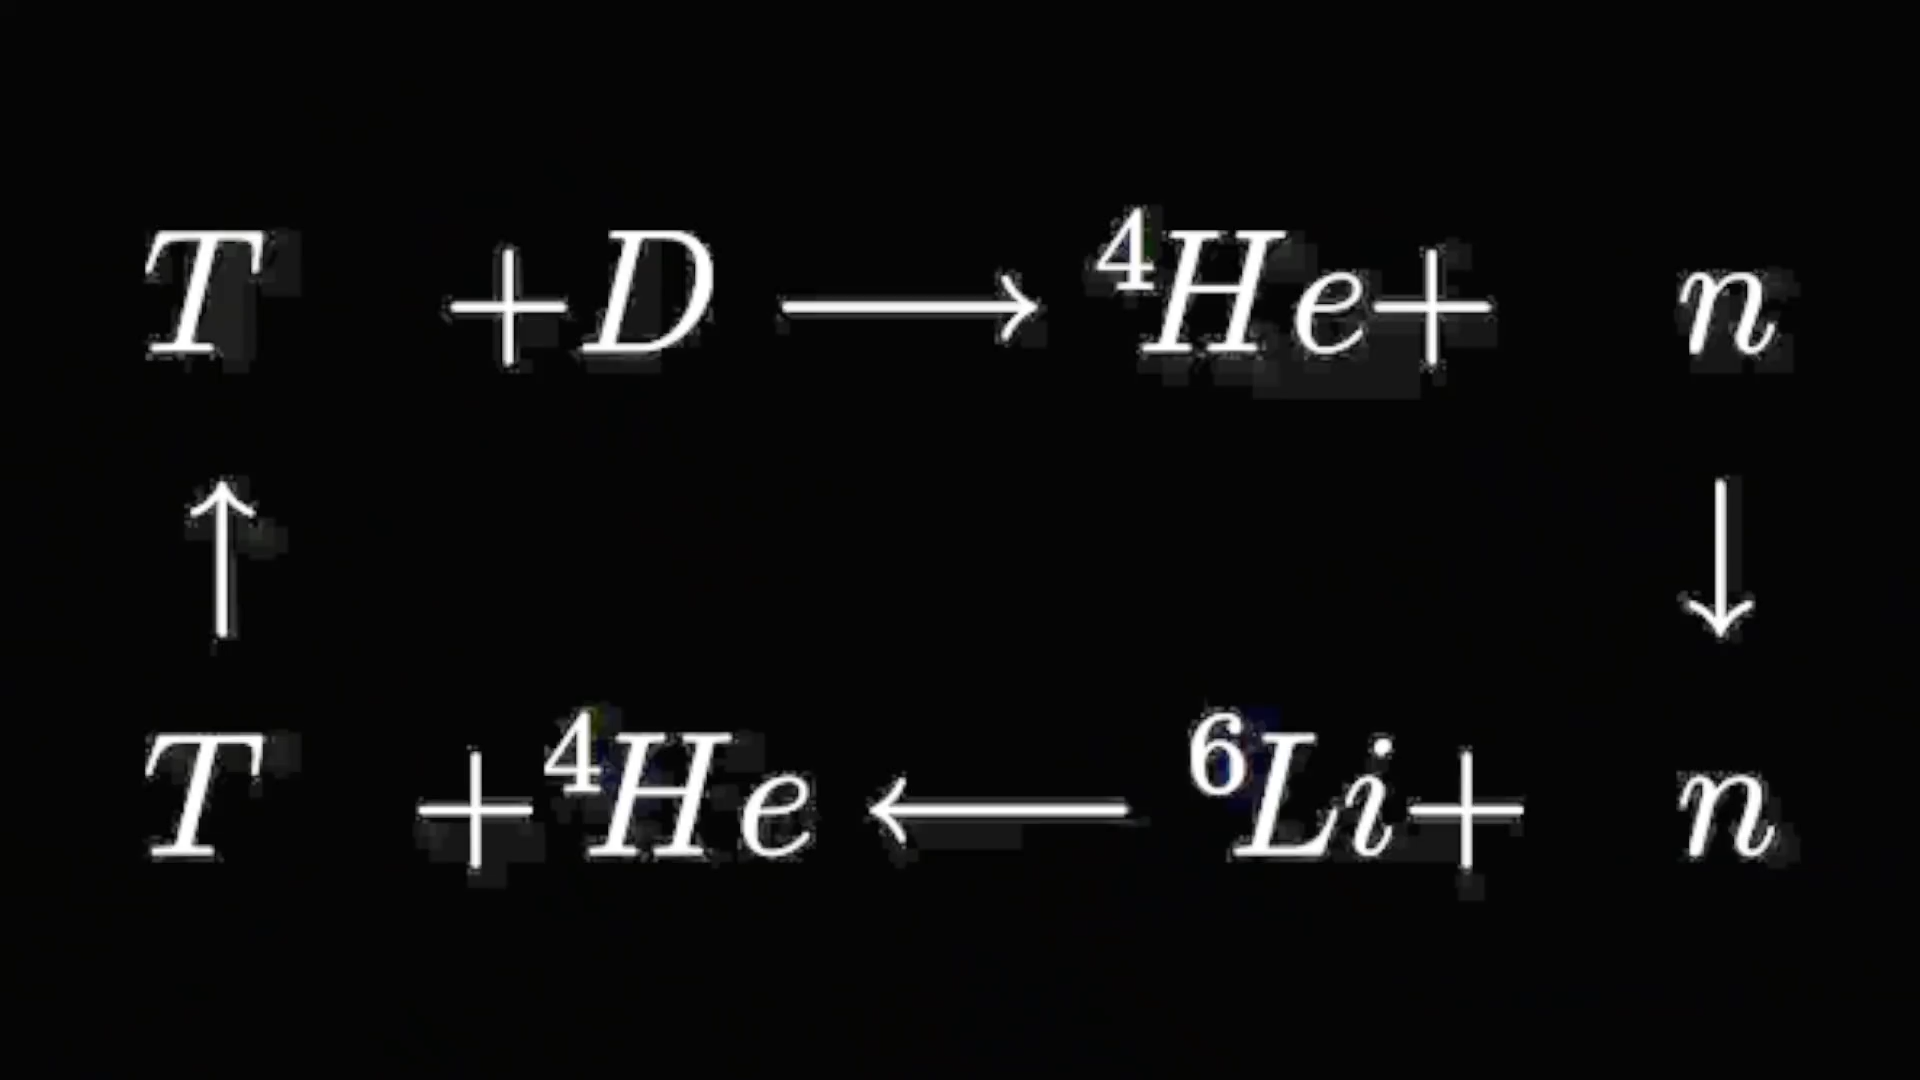 T + D ⟶ ⁴He + n
↑ ↓
T + ⁴He ⟵ ⁶Li + n